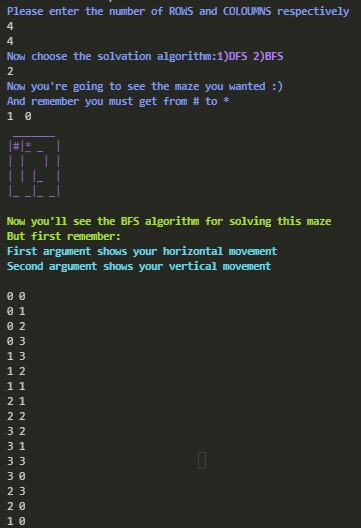 Please enter the number of ROWS and COLOUMNS respectively
4
4
Now choose the solvation algorithm:1)DFS 2)BFS
2
Now you're going to see the maze you wanted :)
And remember you must get from # to *
1  0
 _______
|#|* _  |
| |   | |
| | |_  |
|_ _|_ _|
Now you'll see the BFS algorithm for solving this maze
But first remember:
First argument shows your horizontal movement
Second argument shows your vertical movement
0 0
0 1
0 2
0 3
1 3
1 2
1 1
2 1
2 2
3 2
3 1
3 3
3 0
2 3
2 0
1 0